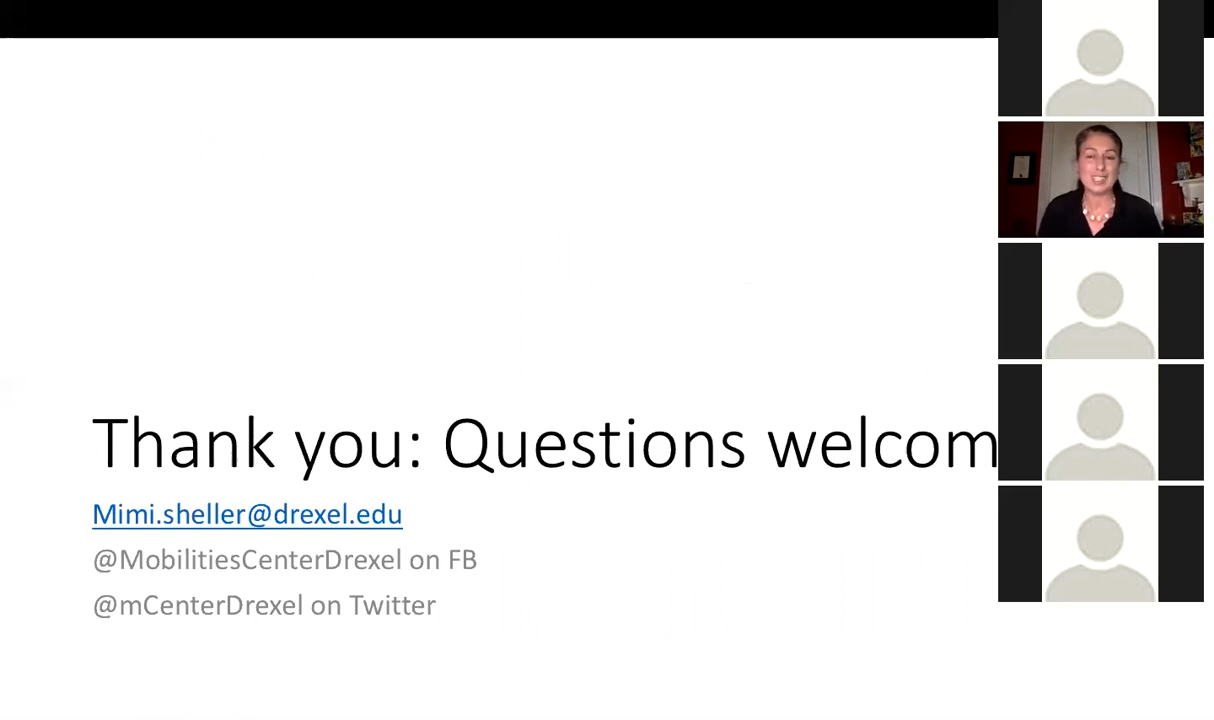 Thank you: Questions welcom
Mimi.sheller@drexel.edu
@MobilitiesCenterDrexel on FB
@mCenterDrexel on Twitter